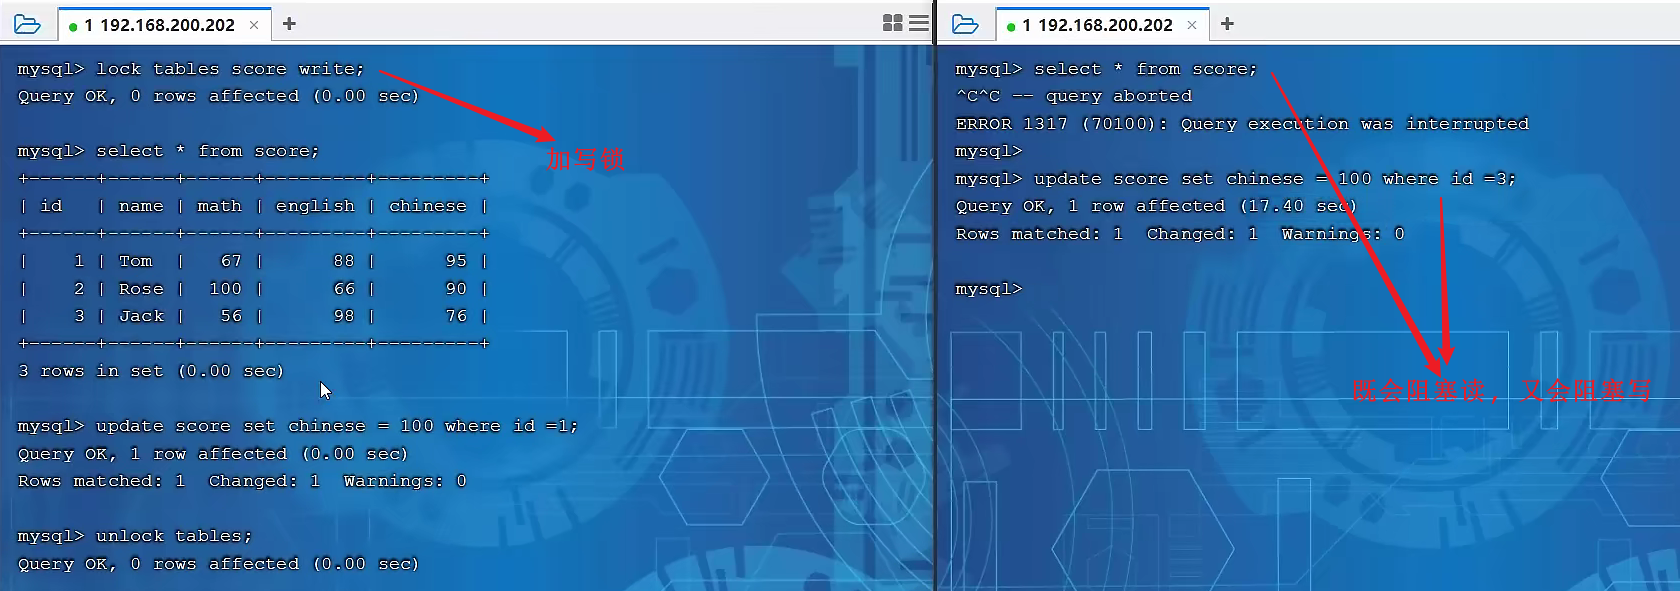 1 192.168.200.202 × +
mysql> lock tables score write;
Query OK, 0 rows affected (0.00 sec)
加写锁
mysql> select * from score;
+------+------+------+---------+---------+
| id   | name | math | english | chinese |
+------+------+------+---------+---------+
|    1 | Tom  |   67 |      88 |      95 |
|    2 | Rose |  100 |      66 |      90 |
|    3 | Jack |   56 |      98 |      76 |
+------+------+------+---------+---------+
3 rows in set (0.00 sec)
mysql> update score set chinese = 100 where id =1;
Query OK, 1 row affected (0.00 sec)
Rows matched: 1  Changed: 1  Warnings: 0
mysql> unlock tables;
Query OK, 0 rows affected (0.00 sec)
1 192.168.200.202 × +
mysql> select * from score;
^C^C -- query aborted
ERROR 1317 (70100): Query execution was interrupted
mysql>
mysql> update score set chinese = 100 where id =3;
Query OK, 1 row affected (17.40 sec)
Rows matched: 1  Changed: 1  Warnings: 0
mysql>
既会阻塞读，又会阻塞写